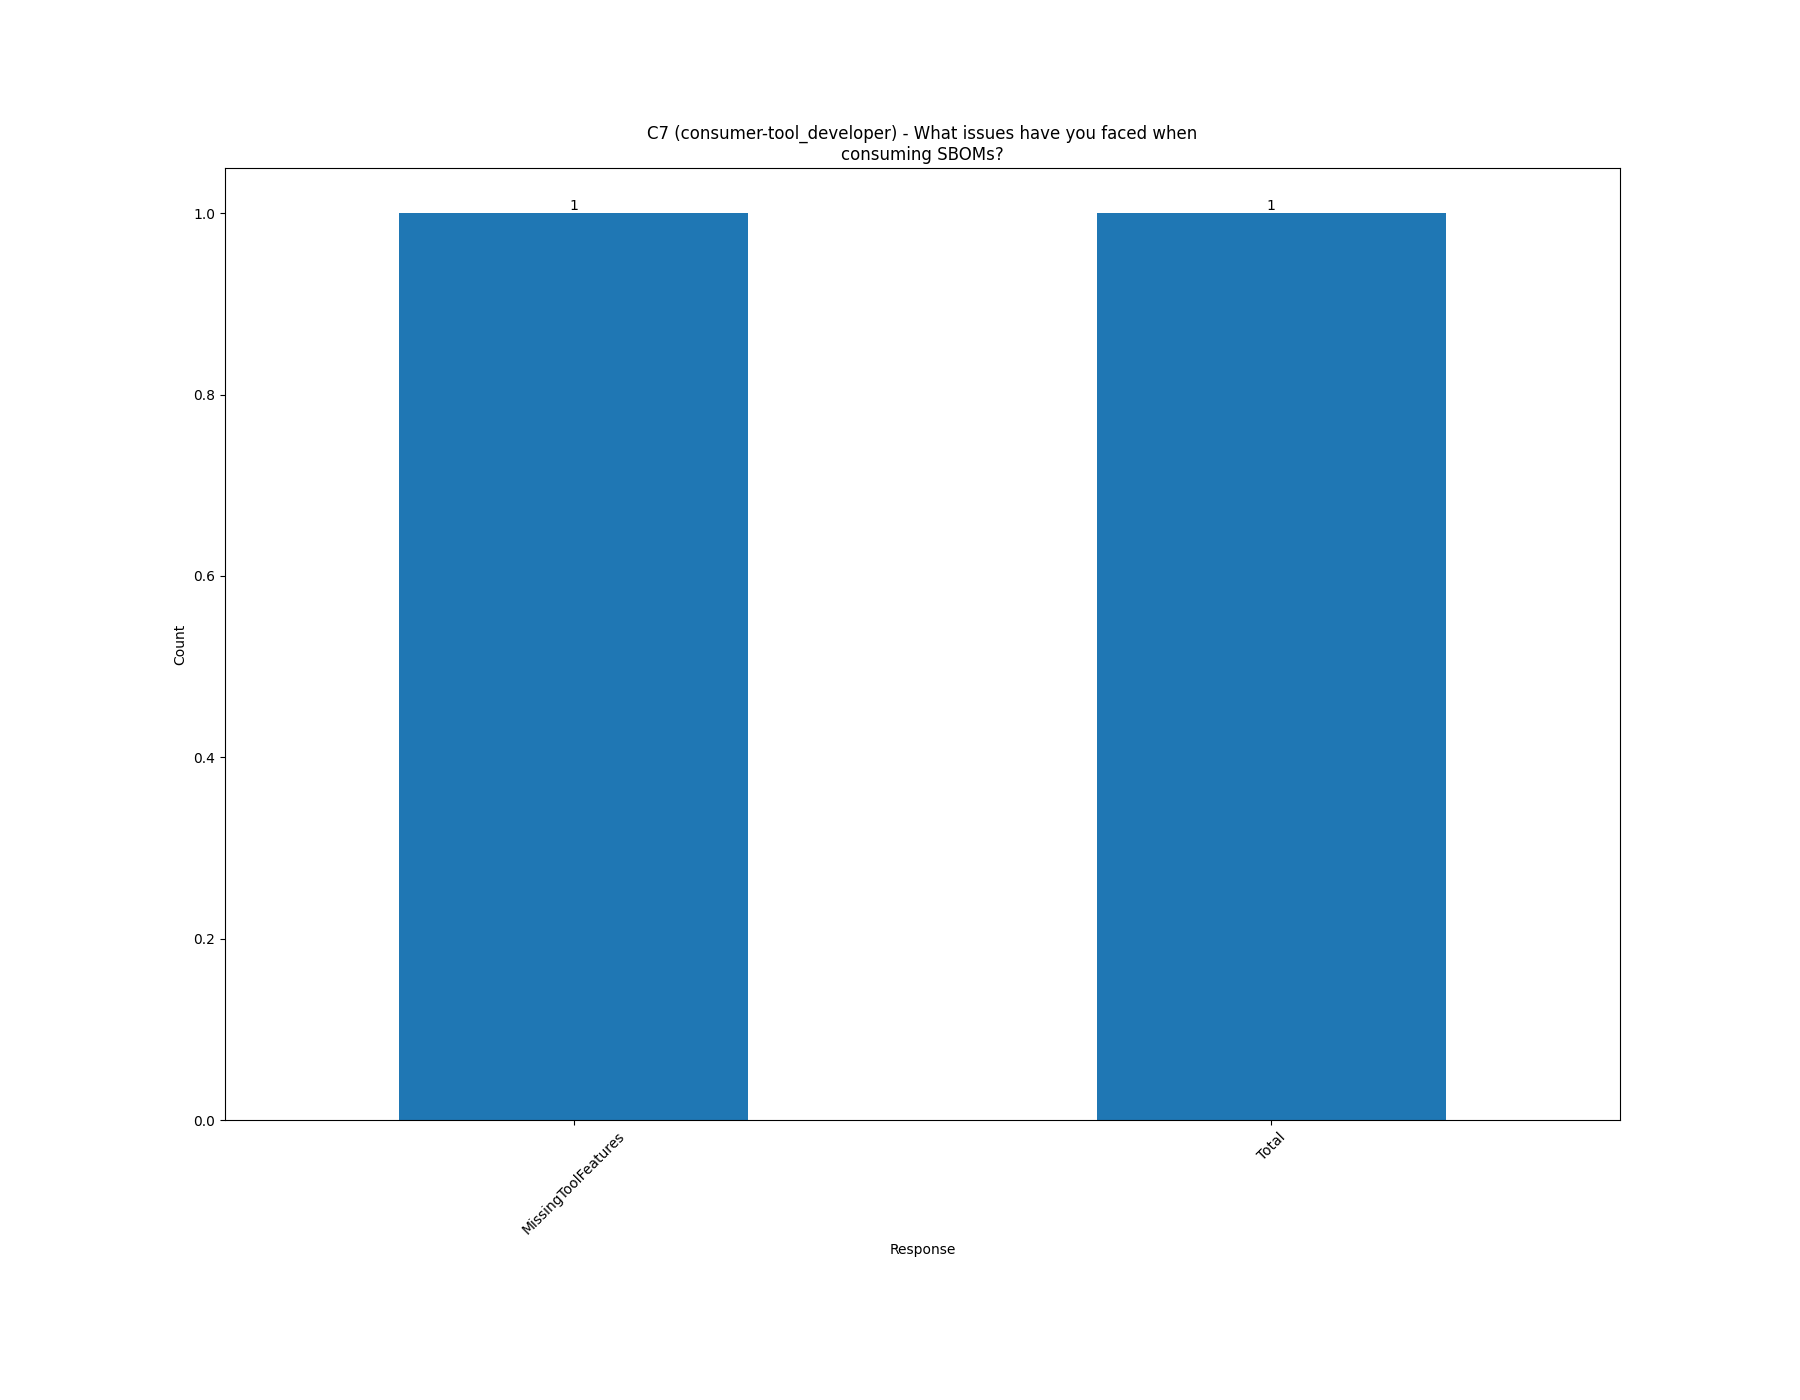 C7 (consumer-tool_developer) - What issues have you faced when
consuming SBOMs?
1
1
1.0
0.8
0.6
0.4
0.2
0.0
Count
MissingToolFeatures
Total
Response